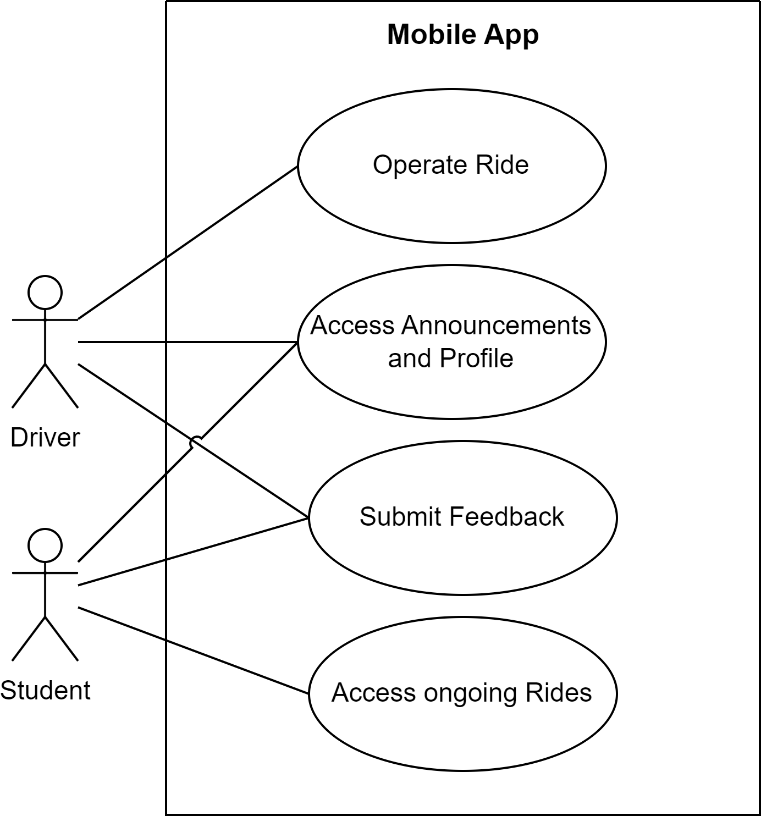 Mobile App
Operate Ride
Access Announcements
and Profile
Driver
Submit Feedback
Student
Access ongoing Rides